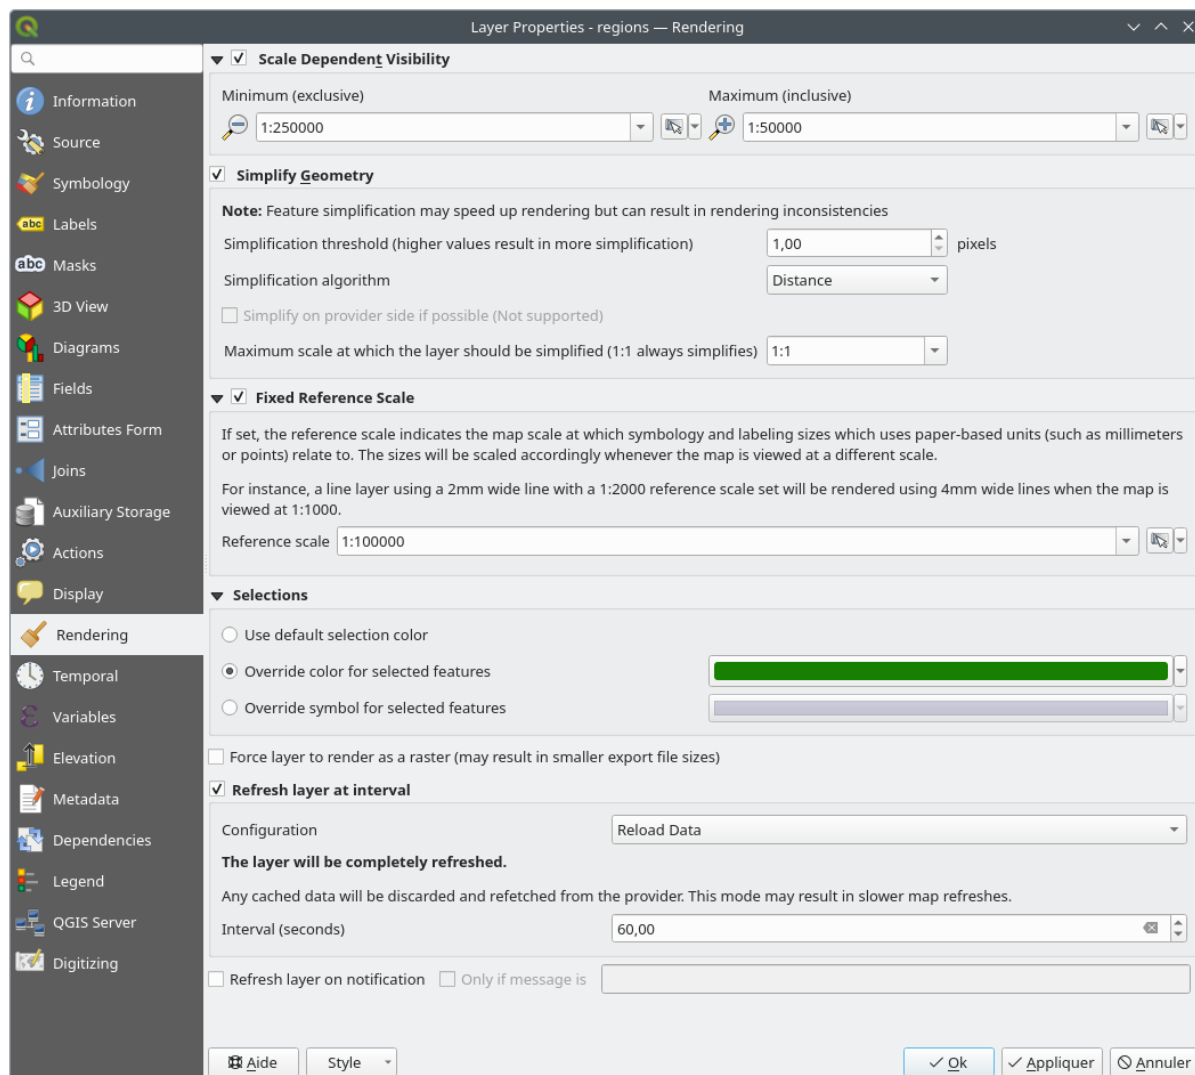 Layer Properties - regions — Rendering
Information
Source
Symbology
abc Labels
abc Masks
3D View
Diagrams
Fields
Attributes Form
Joins
Auxiliary Storage
Actions
Display
Rendering
Temporal
Variables
Elevation
Metadata
Dependencies
Legend
QGIS Server
Digitizing
Scale Dependent Visibility
Minimum (exclusive) Maximum (inclusive)
1:250000 1:50000
Simplify Geometry
Note: Feature simplification may speed up rendering but can result in rendering inconsistencies
Simplification threshold (higher values result in more simplification) 1,00 pixels
Simplification algorithm Distance
Simplify on provider side if possible (Not supported)
Maximum scale at which the layer should be simplified (1:1 always simplifies) 1:1
Fixed Reference Scale
If set, the reference scale indicates the map scale at which symbology and labeling sizes which uses paper-based units (such as millimeters
or points) relate to. The sizes will be scaled accordingly whenever the map is viewed at a different scale.
For instance, a line layer using a 2mm wide line with a 1:2000 reference scale set will be rendered using 4mm wide lines when the map is
viewed at 1:1000.
Reference scale 1:100000
Selections
Use default selection color
Override color for selected features
Override symbol for selected features
Force layer to render as a raster (may result in smaller export file sizes)
Refresh layer at interval
Configuration Reload Data
The layer will be completely refreshed.
Any cached data will be discarded and refetched from the provider. This mode may result in slower map refreshes.
Interval (seconds) 60,00
Refresh layer on notification Only if message is
Aide Style Ok Appliquer Annuler